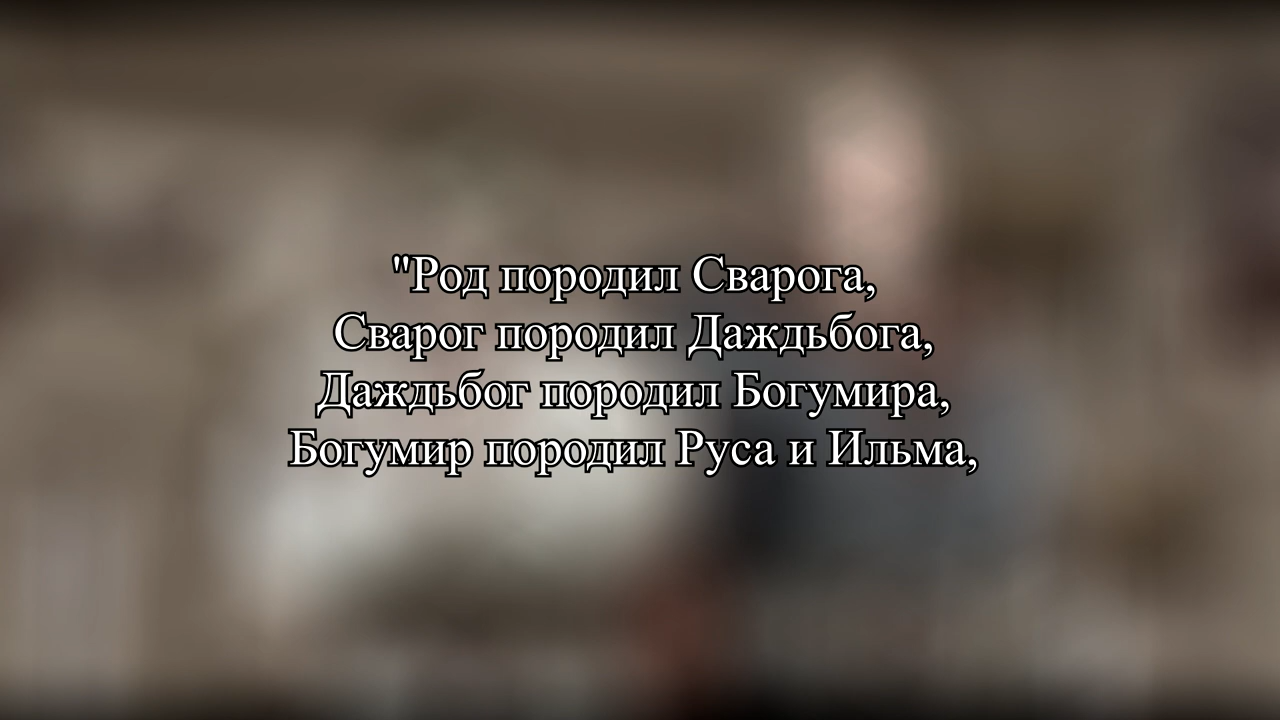 "Род породил Сварога,
Сварог породил Даждьбога,
Даждьбог породил Богумира,
Богумир породил Руса и Ильма,